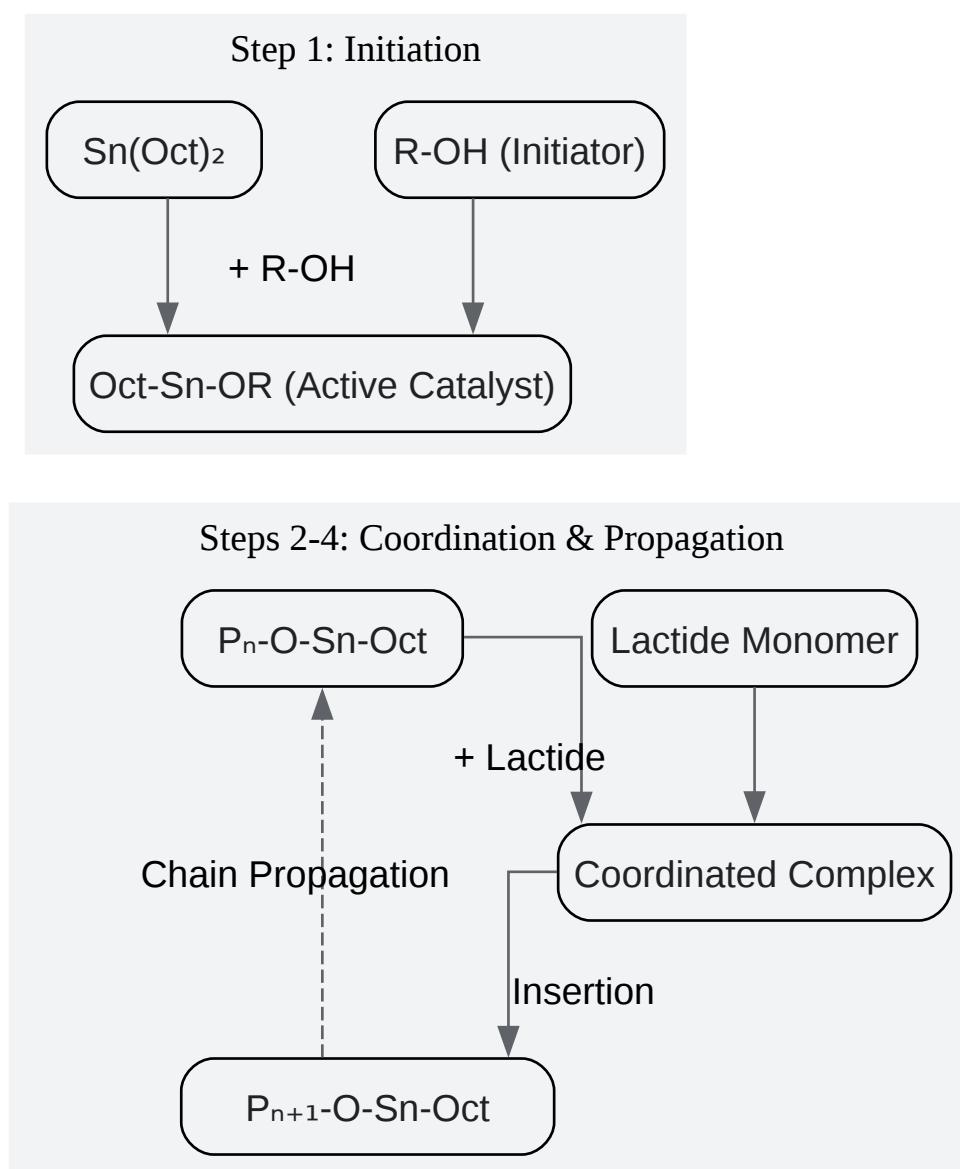 Step 1: Initiation
Sn(Oct)₂
R-OH (Initiator)
+ R-OH
Oct-Sn-OR (Active Catalyst)
Steps 2-4: Coordination & Propagation
Pₙ-O-Sn-Oct
Lactide Monomer
+ Lactide
Chain Propagation
Coordinated Complex
Insertion
Pₙ₊₁-O-Sn-Oct